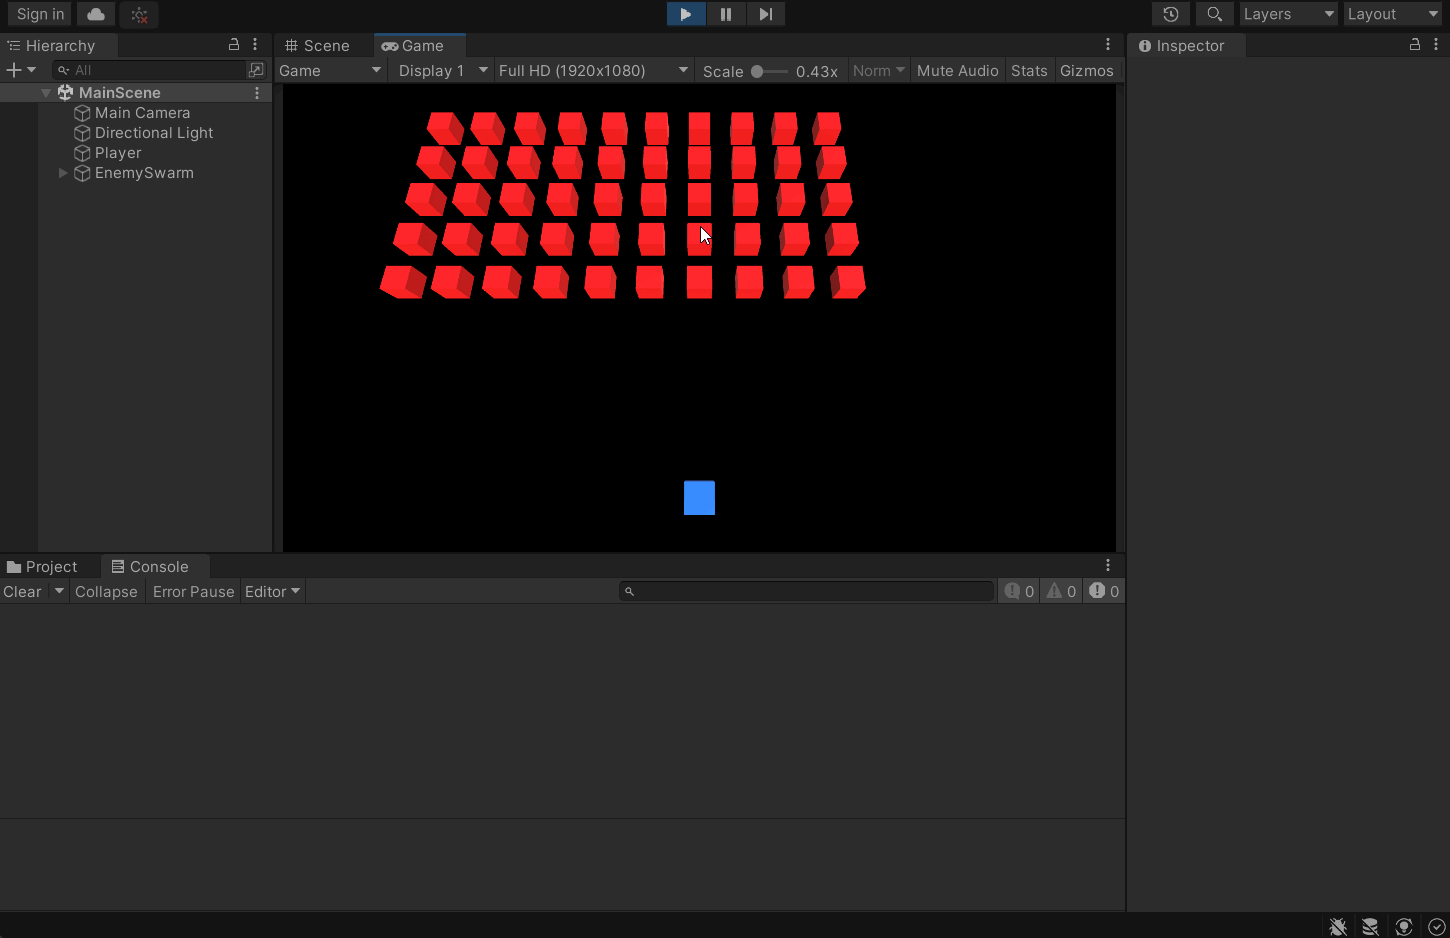 Sign in
Layers
Layout
Hierarchy
Scene
Game
Inspector
All
Game
Display 1
Full HD (1920x1080)
Scale
0.43x
Norm
Mute Audio
Stats
Gizmos
MainScene
Main Camera
Directional Light
Player
EnemySwarm
Project
Console
Clear
Collapse
Error Pause
Editor
0
0
0